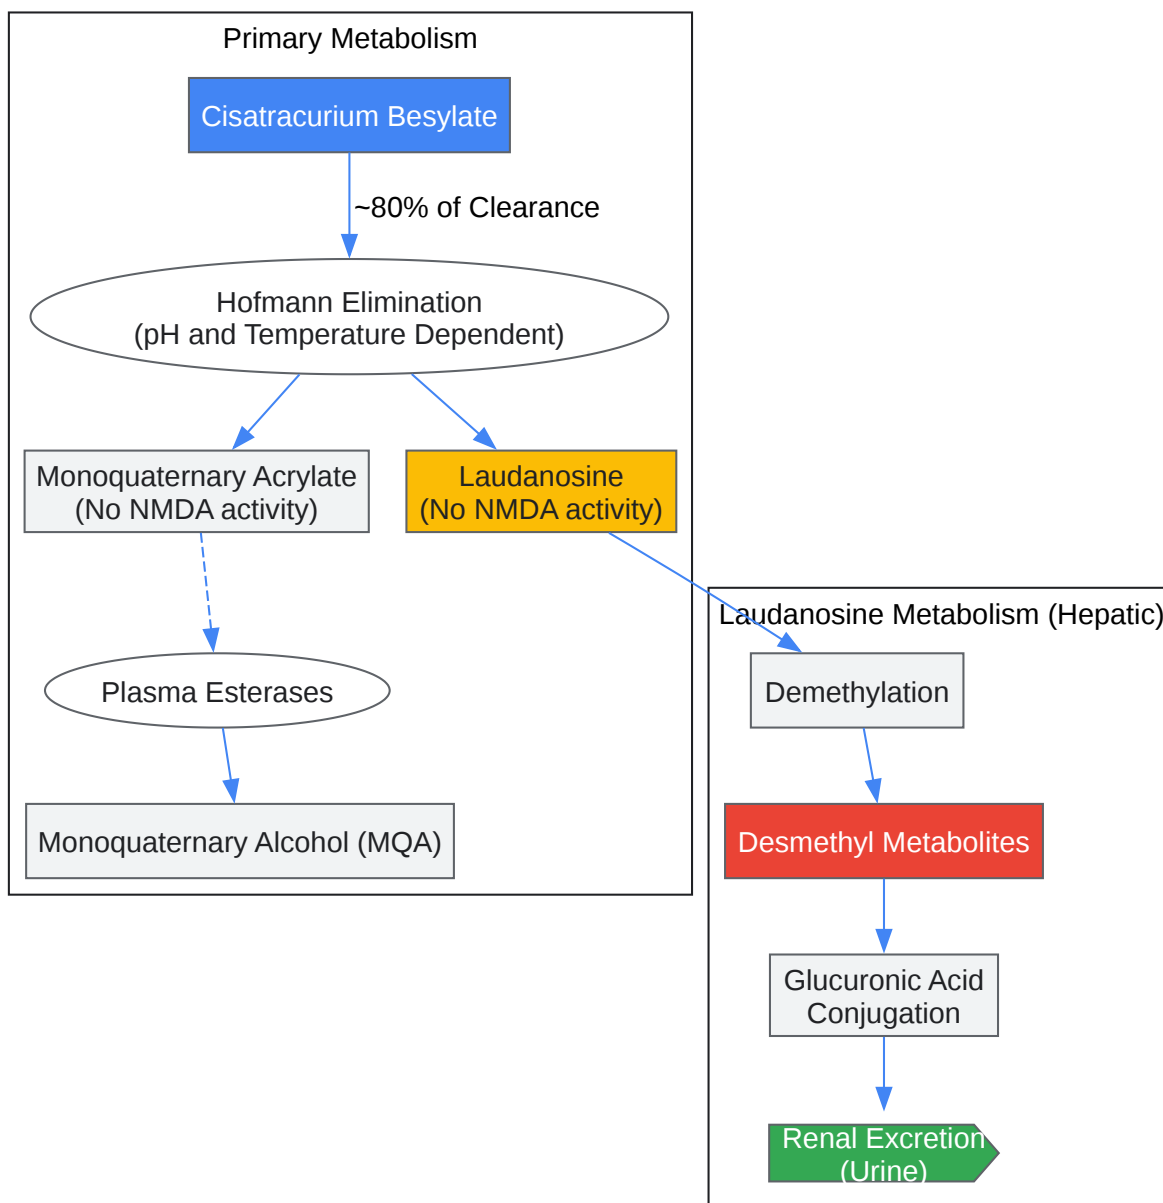 Primary Metabolism
Cisatracurium Besylate
~80% of Clearance
Hofmann Elimination
(pH and Temperature Dependent)
Monoquaternary Acrylate
(No NMDA activity)
Laudanosine
(No NMDA activity)
Plasma Esterases
Monoquaternary Alcohol (MQA)
Laudanosine Metabolism (Hepatic)
Demethylation
Desmethyl Metabolites
Glucuronic Acid
Conjugation
Renal Excretion
(Urine)